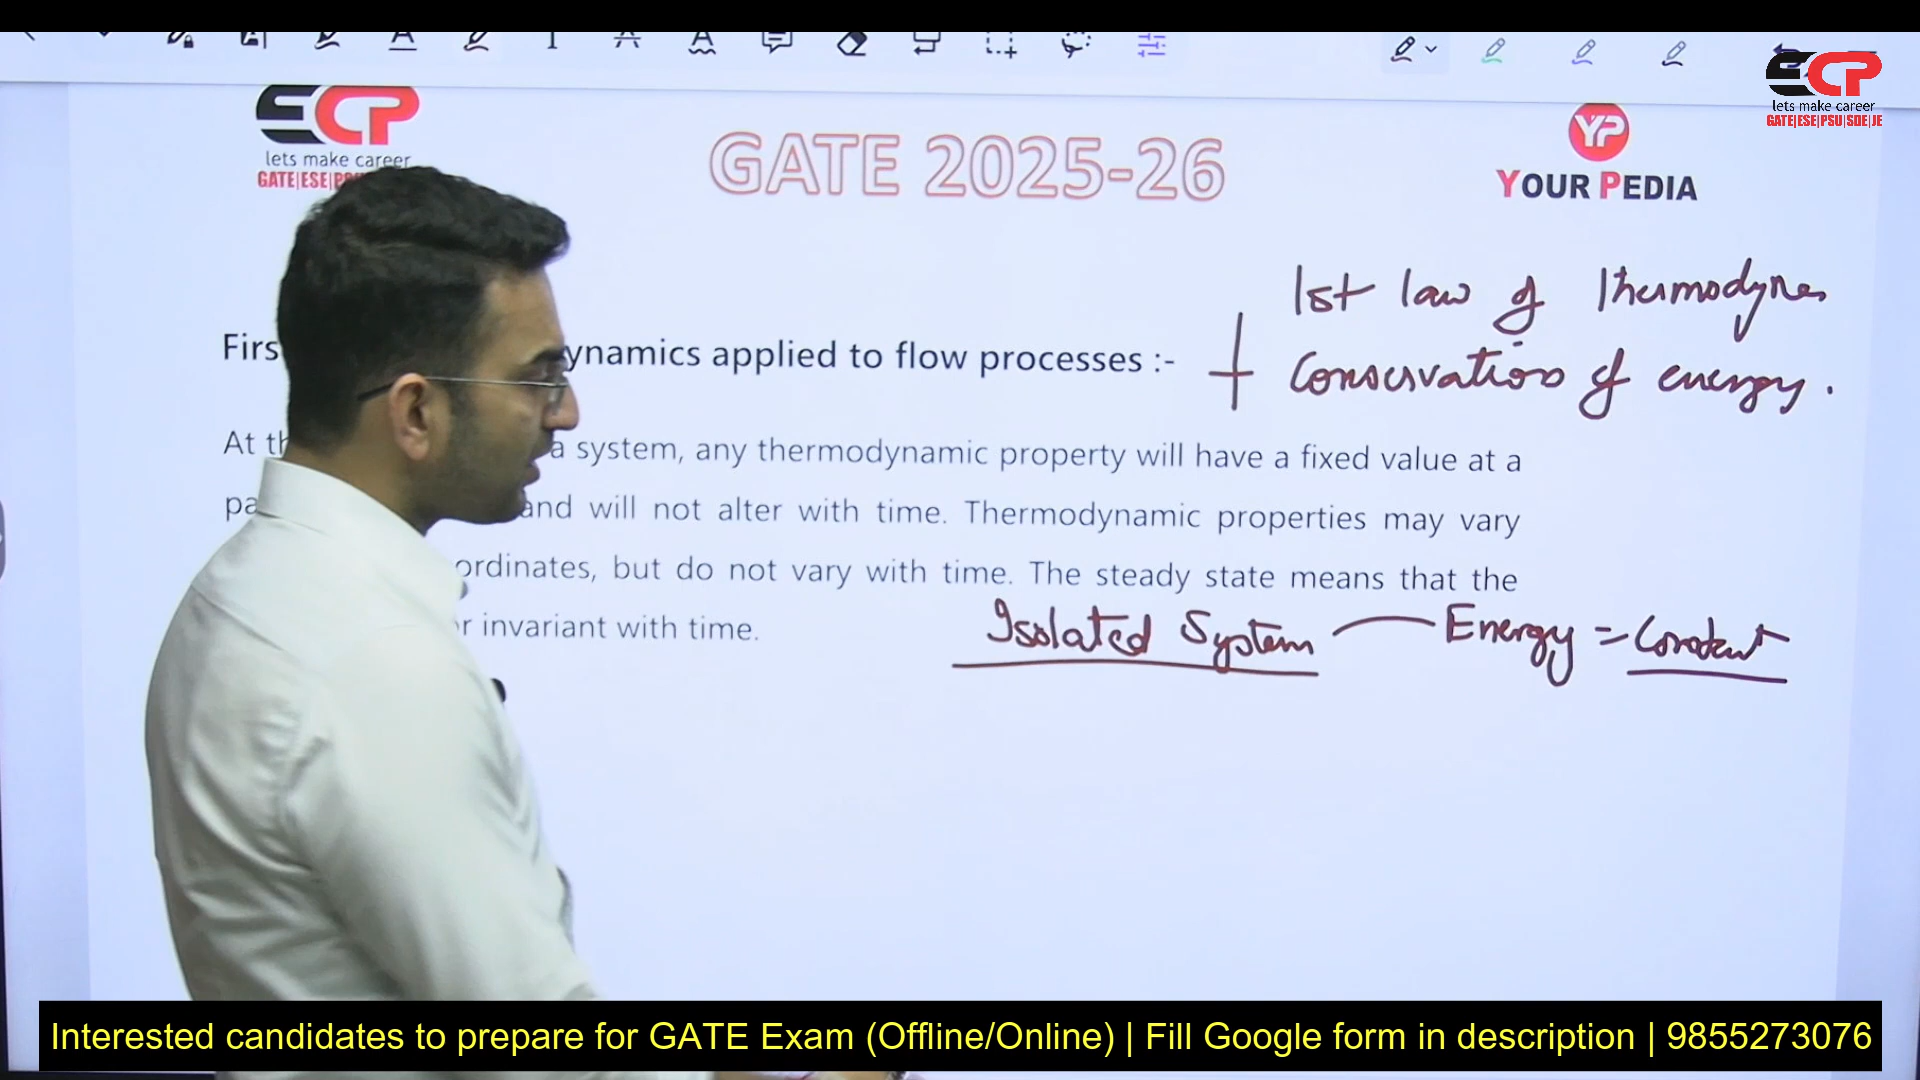 ECP
lets make career
GATE|ESE|PSU|SDE|JE
ECP
lets make career
GATE|ESE|
GATE 2025-26
YP
YOUR PEDIA
1st law of
Conservation of energy.
Firs ynamics applied to flow processes :-
At th a system, any thermodynamic property will have a fixed value at a
pa and will not alter with time. Thermodynamic properties may vary
ordinates, but do not vary with time. The steady state means that the
r invariant with time.
Isolated System — Energy = Constant
Interested candidates to prepare for GATE Exam (Offline/Online) | Fill Google form in description | 9855273076